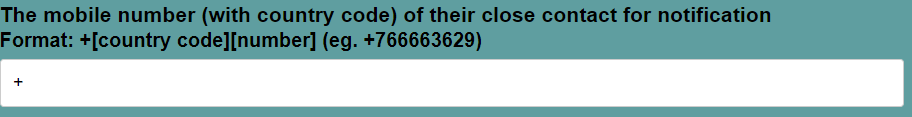 The mobile number (with country code) of their close contact for notification
Format: +[country code][number] (eg. +766663629)
+